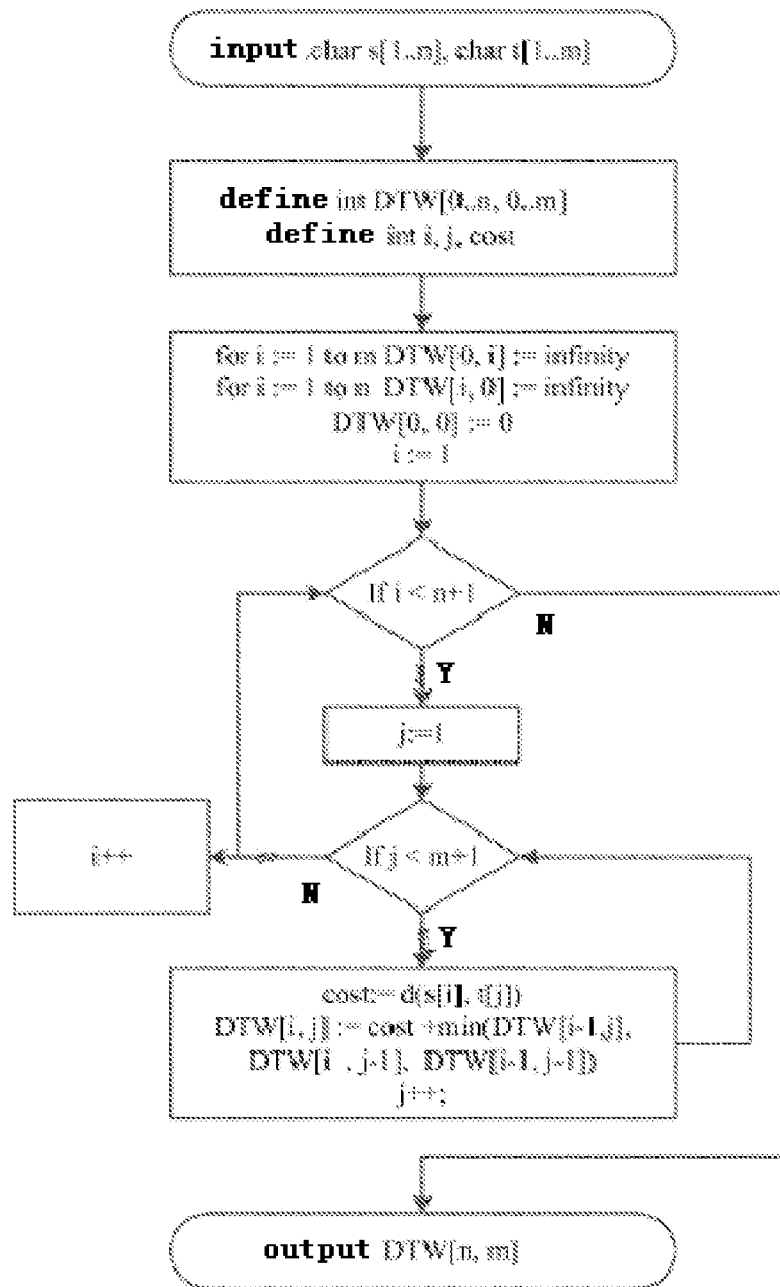 input char s[1..n], char t[1..m]
define int DTW[0..n, 0..m]
define int i, j, cost
for i := 1 to m DTW[0, i] := infinity
for i := 1 to n DTW[i, 0] := infinity
DTW[0, 0] := 0
i := 1
If i < n+1
N
Y
j:=1
i++
If j < m+1
N
Y
cost:= d(s[i], t[j])
DTW[i, j] := cost +min(DTW[i-1,j],
DTW[i , j-1], DTW[i-1, j-1])
j++;
output DTW[n, m]